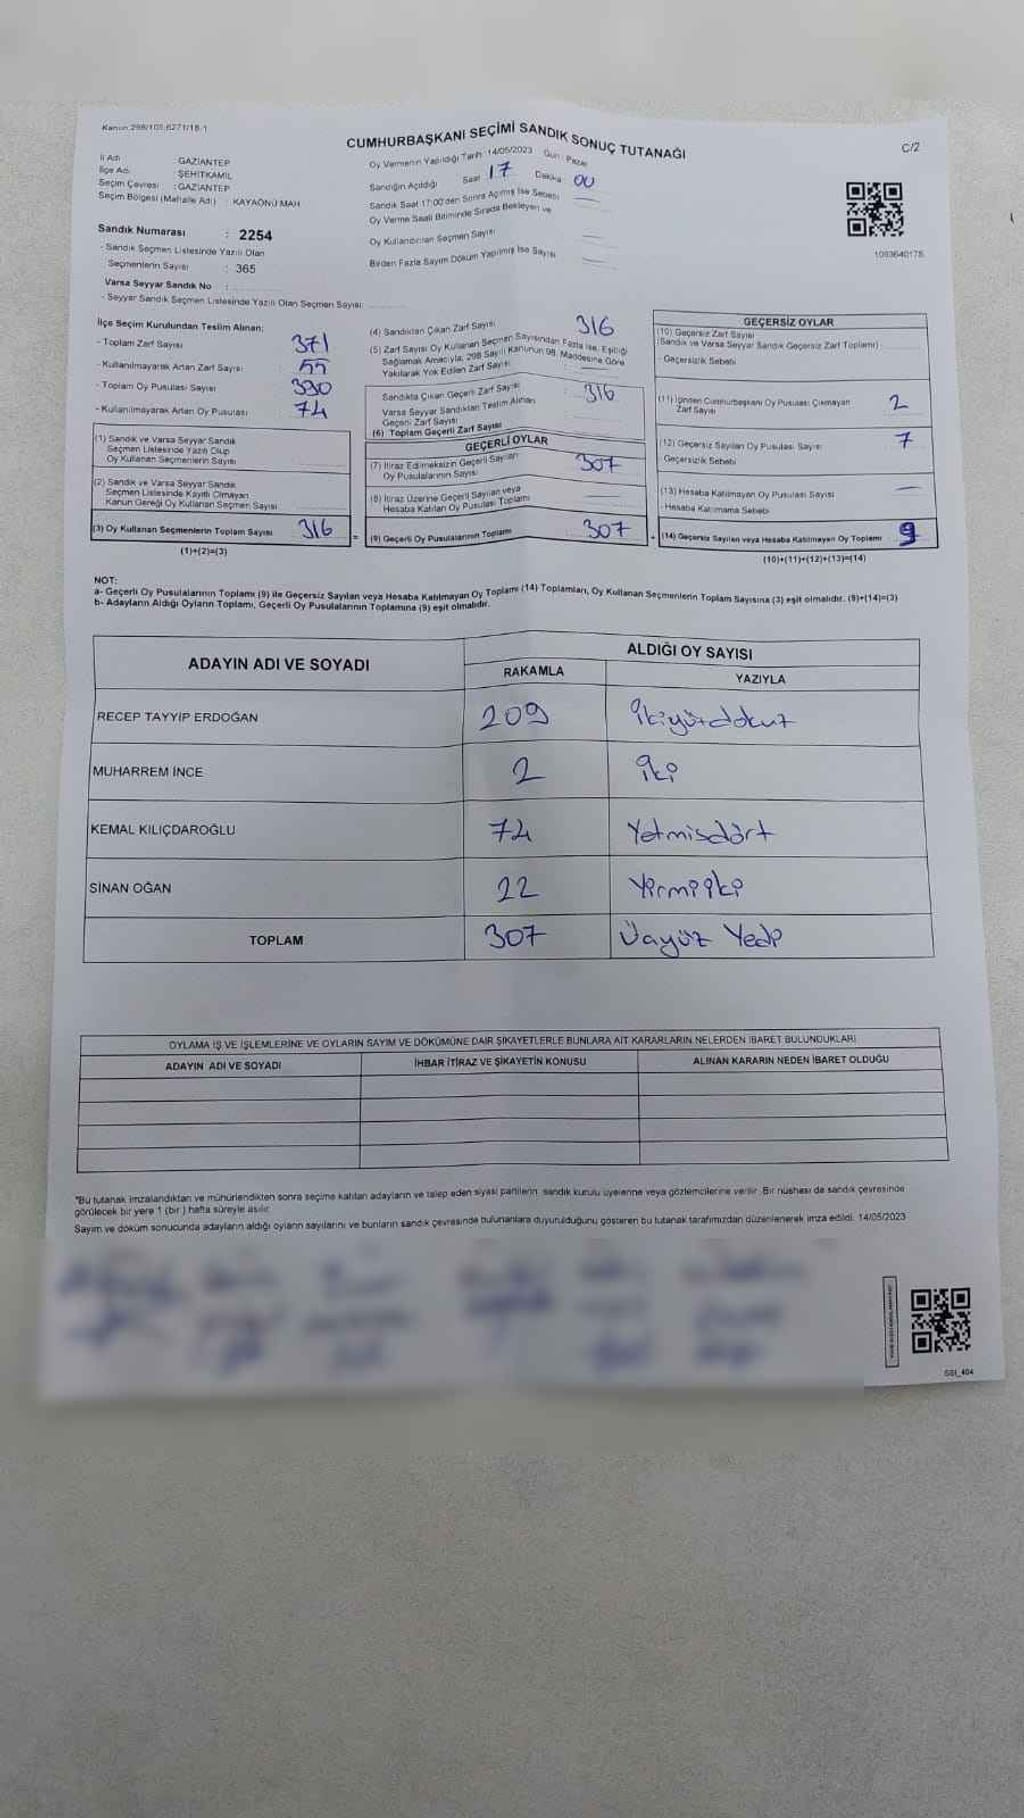 Kanun:298/105,6271/18-1
CUMHURBAŞKANI SEÇİMİ SANDIK SONUÇ TUTANAĞI
C/2
İl Adı : GAZİANTEP
İlçe Adı : ŞEHİTKAMİL
Seçim Çevresi : GAZİANTEP
Seçim Bölgesi (Mahalle Adı) : KAYAÖNÜ MAH
Sandık Numarası : 2254
- Sandık Seçmen Listesinde Yazılı Olan
Seçmenlerin Sayısı : 365
Varsa Seyyar Sandık No :
- Seyyar Sandık Seçmen Listesinde Yazılı Olan Seçmen Sayısı:
Oy Vermenin Yapıldığı Tarih :14/05/2023 Gün : Pazar
Sandığın Açıldığı Saat 17 Dakika 00
Sandık Saat 17:00'den Sonra Açılmış İse Sebebi
Oy Verme Saati Bitiminde Sırada Bekleyen ve
Oy Kullandırılan Seçmen Sayısı
Birden Fazla Sayım Döküm Yapılmış İse Sayısı
1093640178
İlçe Seçim Kurulundan Teslim Alınan:
- Toplam Zarf Sayısı 371
- Kullanılmayarak Artan Zarf Sayısı 55
- Toplam Oy Pusulası Sayısı 390
- Kullanılmayarak Artan Oy Pusulası 74
(1) Sandık ve Varsa Seyyar Sandık
Seçmen Listesinde Yazılı Olup
Oy Kullanan Seçmenlerin Sayısı
(2) Sandık ve Varsa Seyyar Sandık
Seçmen Listesinde Kayıtlı Olmayan
Kanun Gereği Oy Kullanan Seçmen Sayısı
(3) Oy Kullanan Seçmenlerin Toplam Sayısı 316
(1)+(2)=(3)
(4) Sandıktan Çıkan Zarf Sayısı 316
(5) Zarf Sayısı Oy Kullanan Seçmen Sayısından Fazla İse, Eşitliği
Sağlamak Amacıyla, 298 Sayılı Kanunun 98. Maddesine Göre
Yakılarak Yok Edilen Zarf Sayısı
Sandıkta Çıkan Geçerli Zarf Sayısı : 316
Varsa Seyyar Sandıktan Teslim Alınan
Geçerli Zarf Sayısı
(6) Toplam Geçerli Zarf Sayısı
GEÇERLİ OYLAR
(7) İtiraz Edilmeksizin Geçerli Sayılan
Oy Pusulalarının Sayısı 307
(8) İtiraz Üzerine Geçerli Sayılan veya
Hesaba Katılan Oy Pusulası Toplamı
= (9) Geçerli Oy Pusulalarının Toplamı 307
GEÇERSİZ OYLAR
(10) Geçersiz Zarf Sayısı
(Sandık ve Varsa Seyyar Sandık Geçersiz Zarf Toplamı)
- Geçersizlik Sebebi
(11) İçinden Cumhurbaşkanı Oy Pusulası Çıkmayan
Zarf Sayısı 2
(12) Geçersiz Sayılan Oy Pusulası Sayısı 7
Geçersizlik Sebebi
(13) Hesaba Katılmayan Oy Pusulası Sayısı
- Hesaba Katılmama Sebebi
+ (14) Geçersiz Sayılan veya Hesaba Katılmayan Oy Toplamı 9
(10)+(11)+(12)+(13)=(14)
NOT:
a- Geçerli Oy Pusulalarının Toplamı (9) ile Geçersiz Sayılan veya Hesaba Katılmayan Oy Toplamı (14) Toplamları, Oy Kullanan Seçmenlerin Toplam Sayısına (3) eşit olmalıdır. (9)+(14)=(3)
b- Adayların Aldığı Oyların Toplamı, Geçerli Oy Pusulalarının Toplamına (9) eşit olmalıdır.
ADAYIN ADI VE SOYADI
ALDIĞI OY SAYISI
RAKAMLA YAZIYLA
RECEP TAYYİP ERDOĞAN 209 İkiyüzdokuz
MUHARREM İNCE 2 İki
KEMAL KILIÇDAROĞLU 74 Yetmişdört
SİNAN OĞAN 22 Yirmiiki
TOPLAM 307 Üçyüz Yedi
OYLAMA İŞ VE İŞLEMLERİNE VE OYLARIN SAYIM VE DÖKÜMÜNE DAİR ŞİKAYETLERLE BUNLARA AİT KARARLARIN NELERDEN İBARET BULUNDUKLARI
ADAYIN ADI VE SOYADI İHBAR İTİRAZ VE ŞİKAYETİN KONUSU ALINAN KARARIN NEDEN İBARET OLDUĞU
*Bu tutanak imzalandıktan ve mühürlendikten sonra seçime katılan adayların ve talep eden siyasi partilerin sandık kurulu üyelerine veya gözlemcilerine verilir. Bir nüshası da sandık çevresinde
görülecek bir yere 1 (bir ) hafta süreyle asılır.
Sayım ve döküm sonucunda adayların aldığı oyların sayılarını ve bunların sandık çevresinde bulunanlara duyurulduğunu gösteren bu tutanak tarafımızdan düzenlenerek imza edildi. 14/05/2023
SS1_404